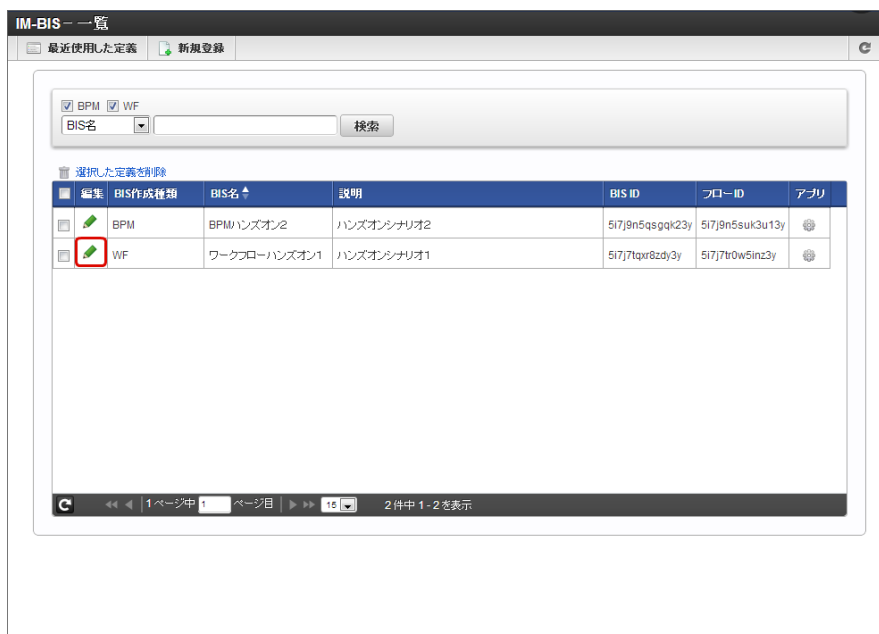 IM-BIS－一覧
最近使用した定義 新規登録
BPM WF
BIS名 検索
選択した定義を削除
編集 BIS作成種類 BIS名 説明 BIS ID フローID アプリ
BPM BPMハンズオン2 ハンズオンシナリオ2 5i7j9n5qsgqk23y 5i7j9n5suk3u13y
WF ワークフローハンズオン1 ハンズオンシナリオ1 5i7j7tqxr8zdy3y 5i7j7tr0w5inz3y
1 ページ中 1 ページ目 15 2 件中 1 - 2 を表示